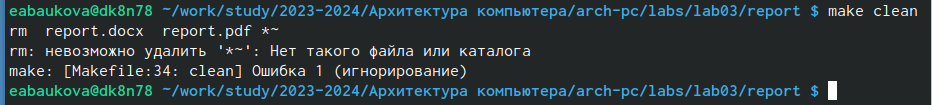 eabaukova@dk8n78 ~/work/study/2023-2024/Архитектура компьютера/arch-pc/labs/lab03/report $ make clean
rm  report.docx  report.pdf *~
rm: невозможно удалить '*~': Нет такого файла или каталога
make: [Makefile:34: clean] Ошибка 1 (игнорирование)
eabaukova@dk8n78 ~/work/study/2023-2024/Архитектура компьютера/arch-pc/labs/lab03/report $